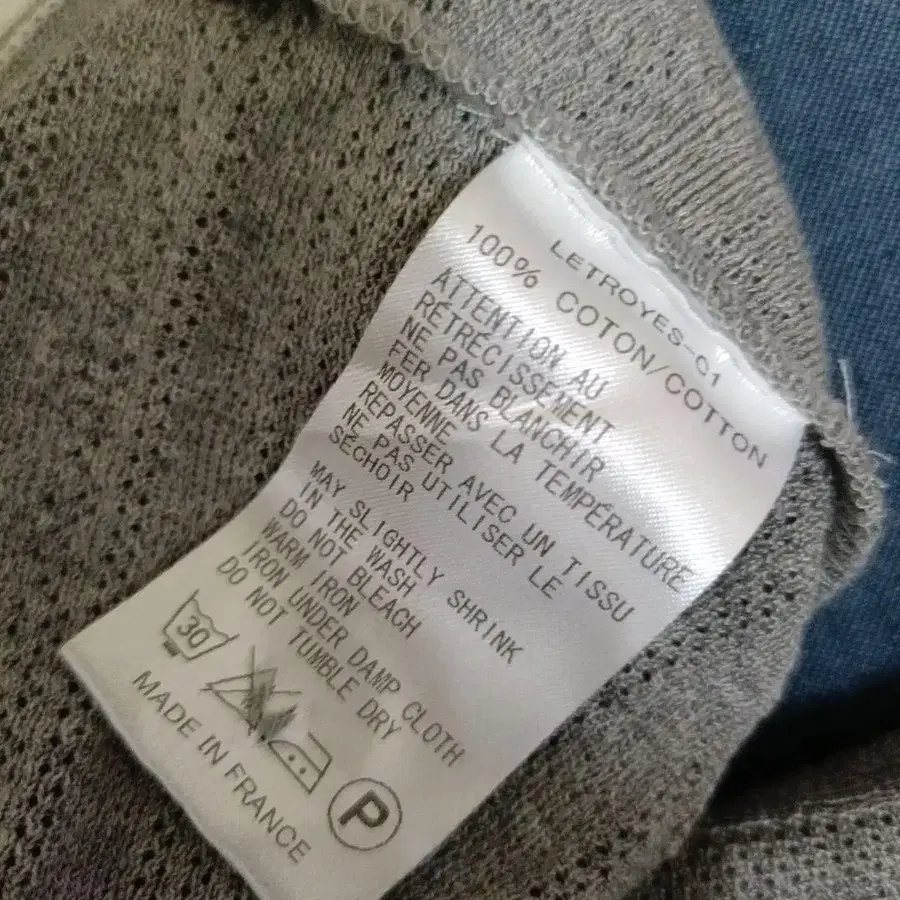 LETROYES-C1
100% COTON/COTTON
ATTENTION AU
RÉTRÉCISSEMENT
NE PAS BLANCHIR
FER DANS LA TEMPÉRATURE
MOYENNE
REPASSER AVEC UN TISSU
NE PAS UTILISER LE
SÉCHOIR
MAY SLIGHTLY SHRINK
IN THE WASH
DO NOT BLEACH
WARM IRON
IRON UNDER DAMP CLOTH
DO NOT TUMBLE DRY
30
P
MADE IN FRANCE